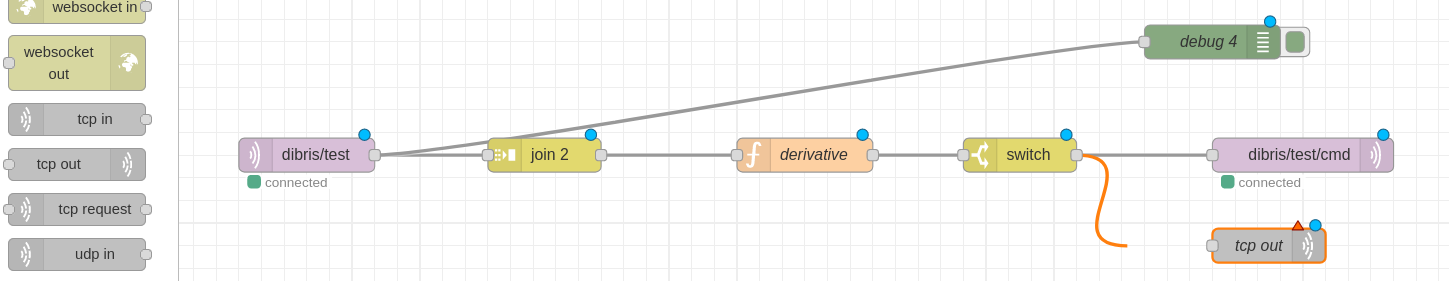 websocket in
websocket
out
tcp in
tcp out
tcp request
udp in
debug 4
dibris/test
connected
join 2
derivative
switch
dibris/test/cmd
connected
tcp out